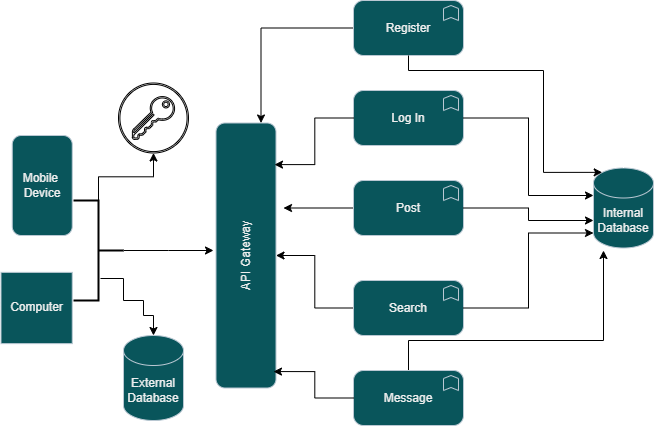 Register
Log In
Mobile
Device
Post
Internal
Database
API Gateway
Computer
Search
External
Database
Message